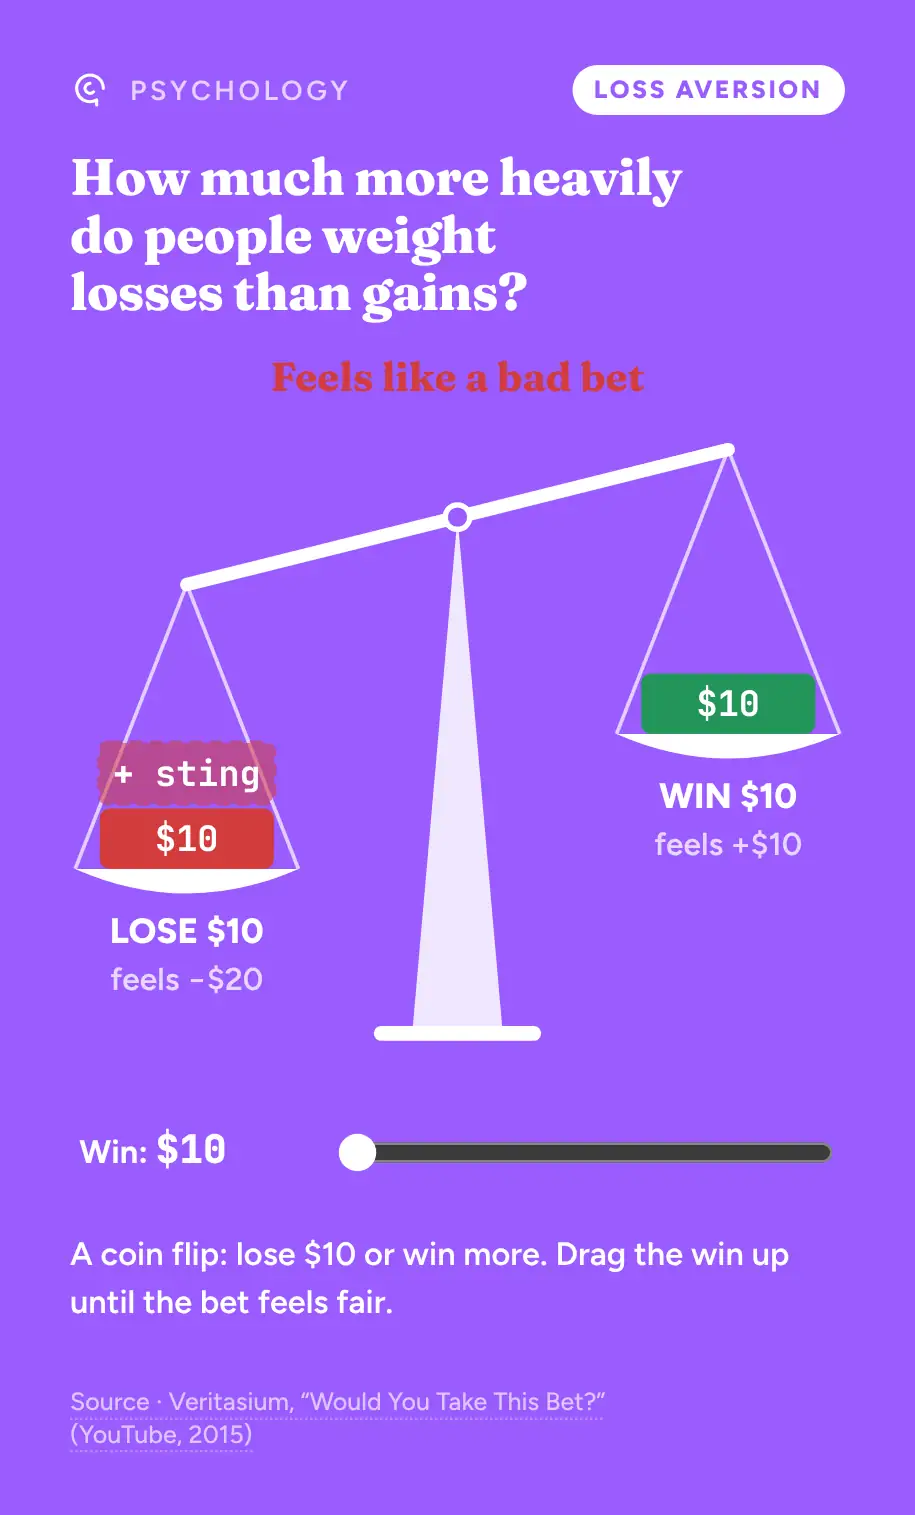 PSYCHOLOGY
LOSS AVERSION
How much more heavily
do people weight
losses than gains?
Feels like a bad bet
$10
WIN $10
feels +$10
+ sting
$10
LOSE $10
feels −$20
Win: $10
A coin flip: lose $10 or win more. Drag the win up
until the bet feels fair.
Source · Veritasium, “Would You Take This Bet?”
(YouTube, 2015)